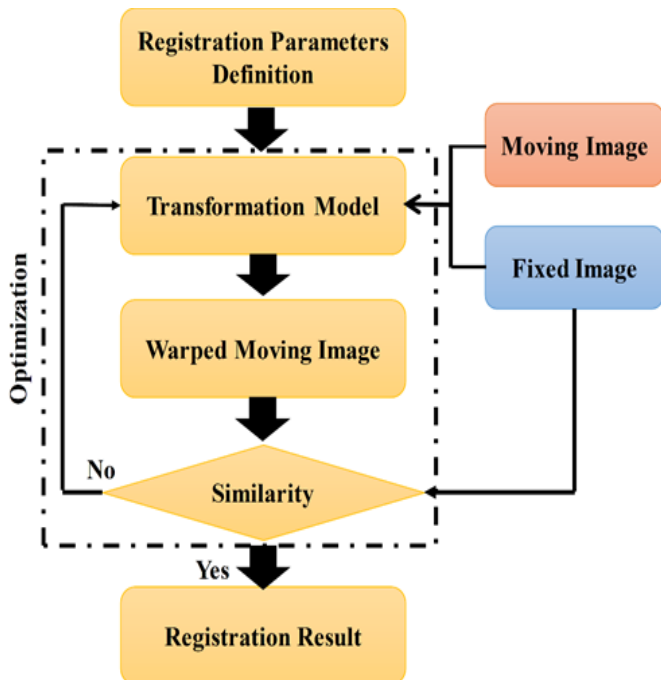 Registration Parameters
Definition
Moving Image
Transformation Model
Fixed Image
Optimization
Warped Moving Image
No
Similarity
Yes
Registration Result